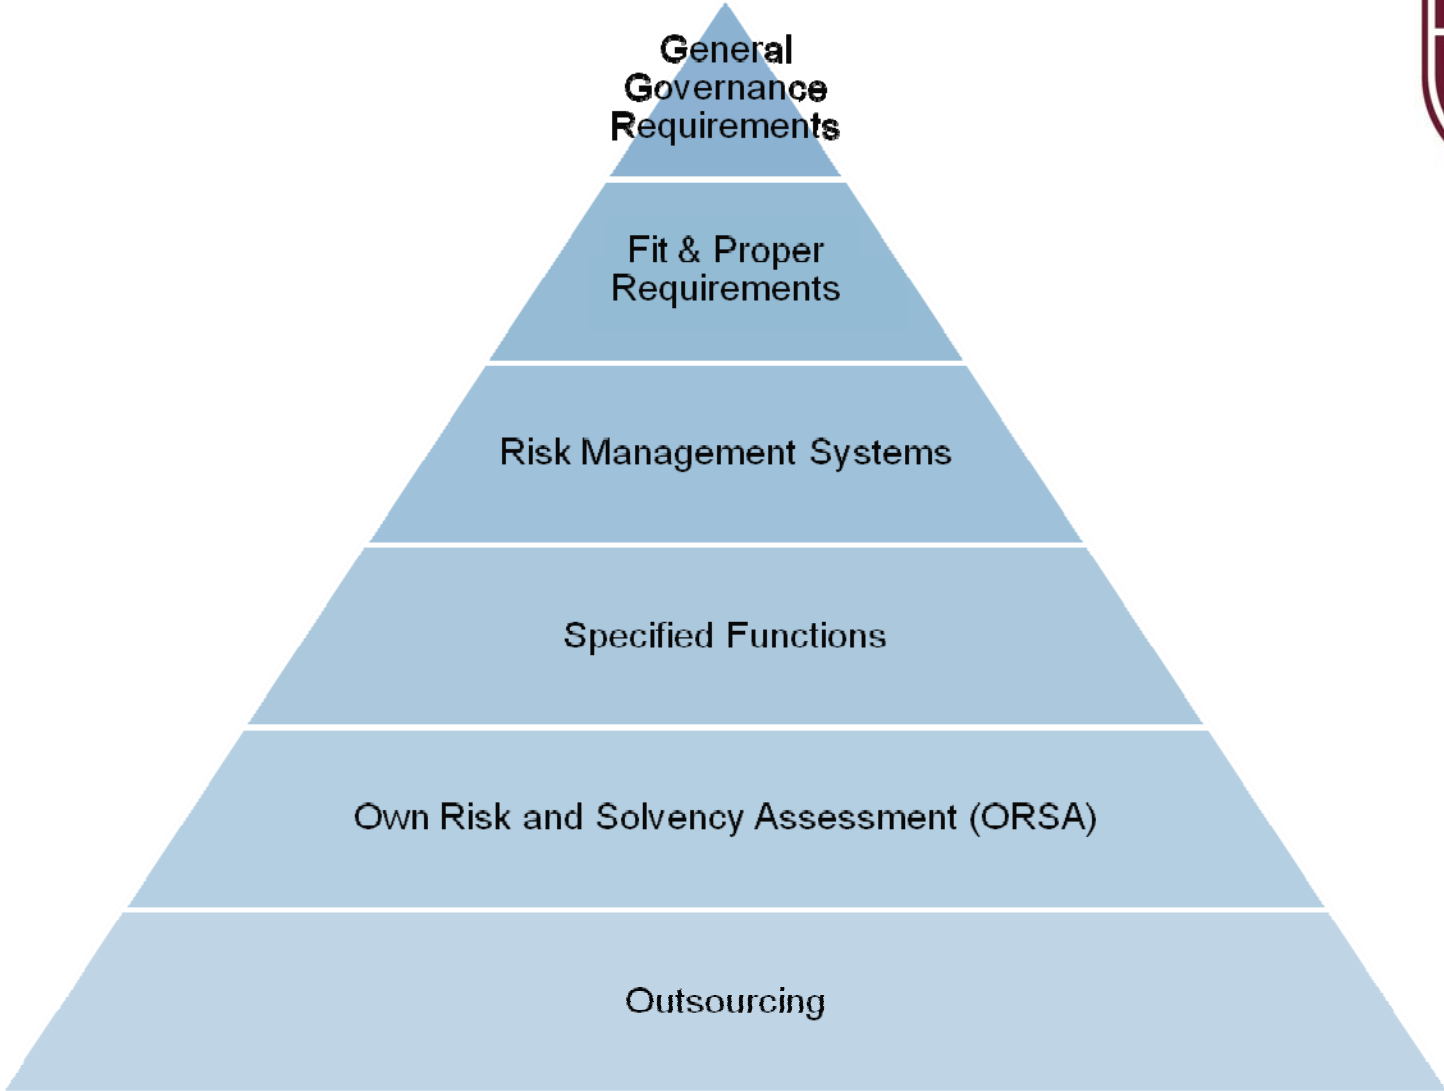 General
Governance
Requirements
Fit & Proper
Requirements
Risk Management Systems
Specified Functions
Own Risk and Solvency Assessment (ORSA)
Outsourcing